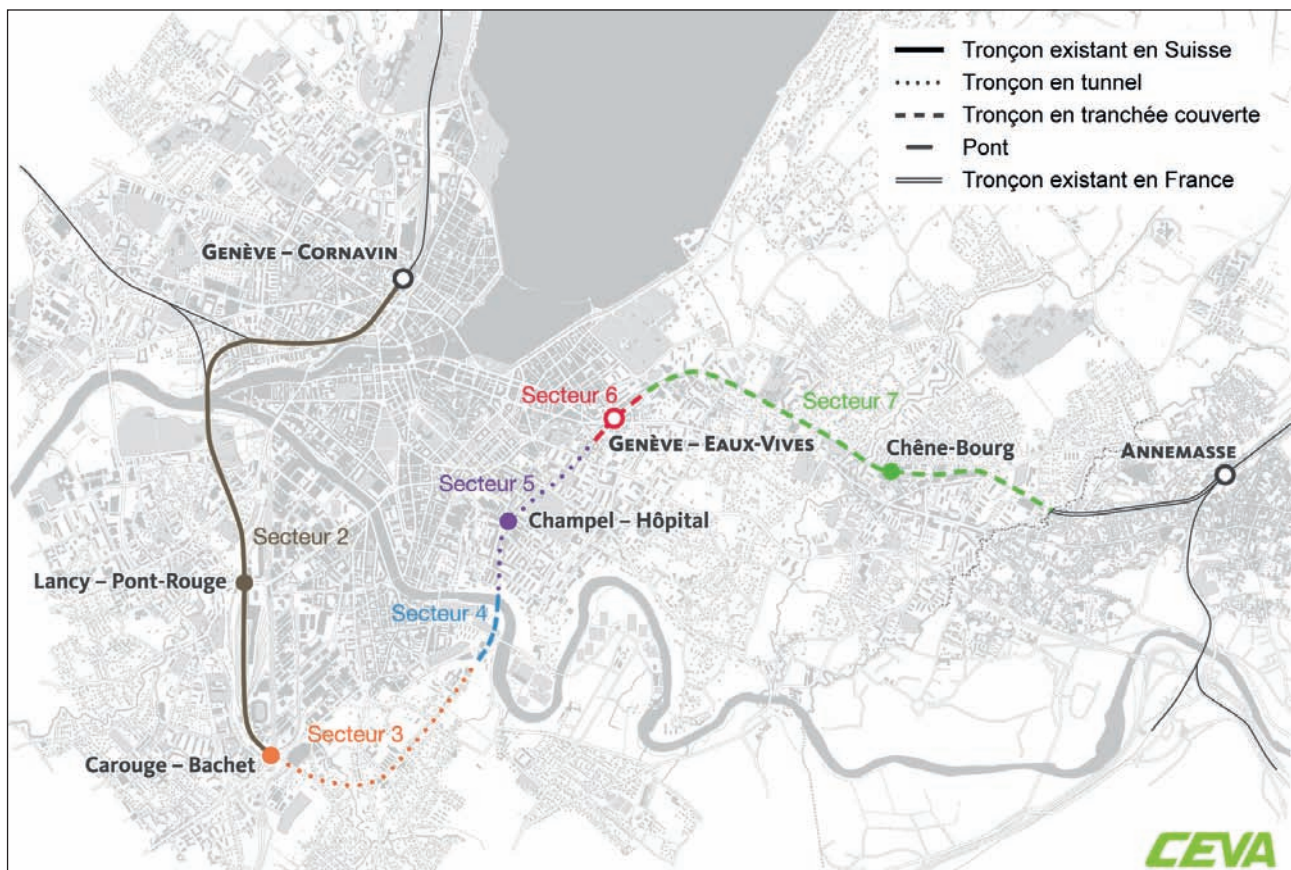 Tronçon existant en Suisse
Tronçon en tunnel
Tronçon en tranchée couverte
Pont
Tronçon existant en France
GENÈVE – CORNAVIN
Secteur 6
Secteur 7
GENÈVE – EAUX-VIVES
Chêne-Bourg
ANNEMASSE
Secteur 5
Champel – Hôpital
Secteur 2
Lancy – Pont-Rouge
Secteur 4
Secteur 3
Carouge – Bachet
CEVA